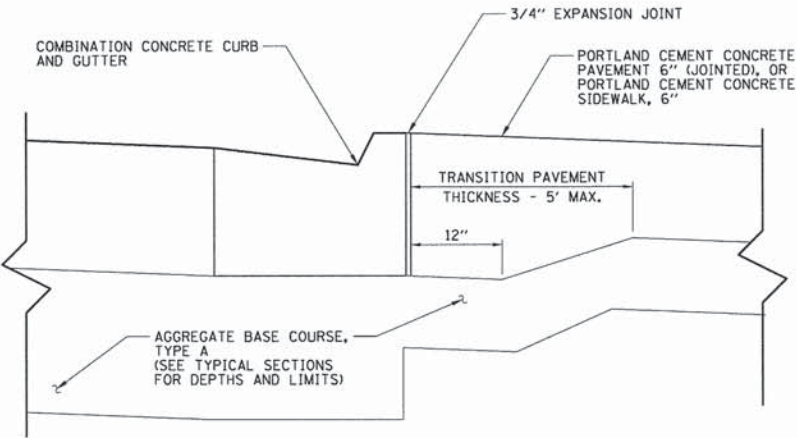 3/4" EXPANSION JOINT
COMBINATION CONCRETE CURB
AND GUTTER
PORTLAND CEMENT CONCRETE
PAVEMENT 6" (JOINTED), OR
PORTLAND CEMENT CONCRETE
SIDEWALK, 6"
TRANSITION PAVEMENT
THICKNESS - 5' MAX.
12"
AGGREGATE BASE COURSE,
TYPE A
(SEE TYPICAL SECTIONS
FOR DEPTHS AND LIMITS)